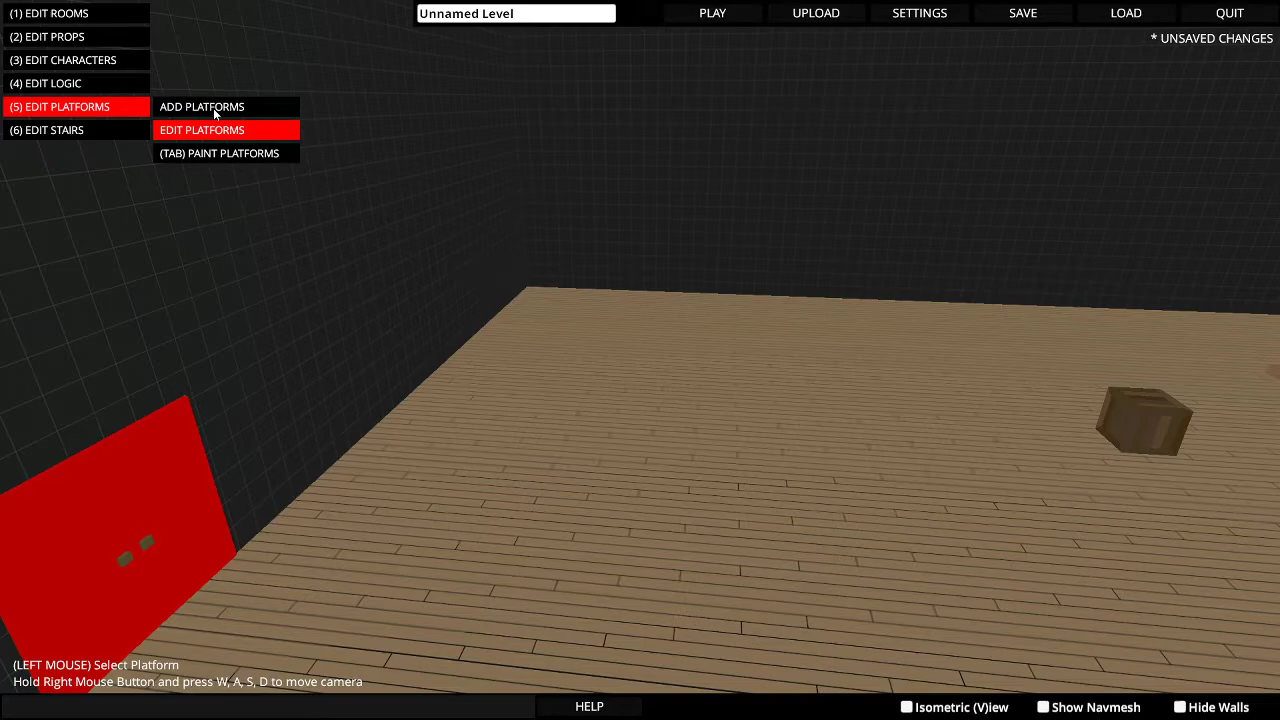 (1) EDIT ROOMS
(2) EDIT PROPS
(3) EDIT CHARACTERS
(4) EDIT LOGIC
(5) EDIT PLATFORMS
(6) EDIT STAIRS
ADD PLATFORMS
EDIT PLATFORMS
(TAB) PAINT PLATFORMS
Unnamed Level
PLAY
UPLOAD
SETTINGS
SAVE
LOAD
QUIT
* UNSAVED CHANGES
(LEFT MOUSE) Select Platform
Hold Right Mouse Button and press W, A, S, D to move camera
HELP
Isometric (V)iew
Show Navmesh
Hide Walls